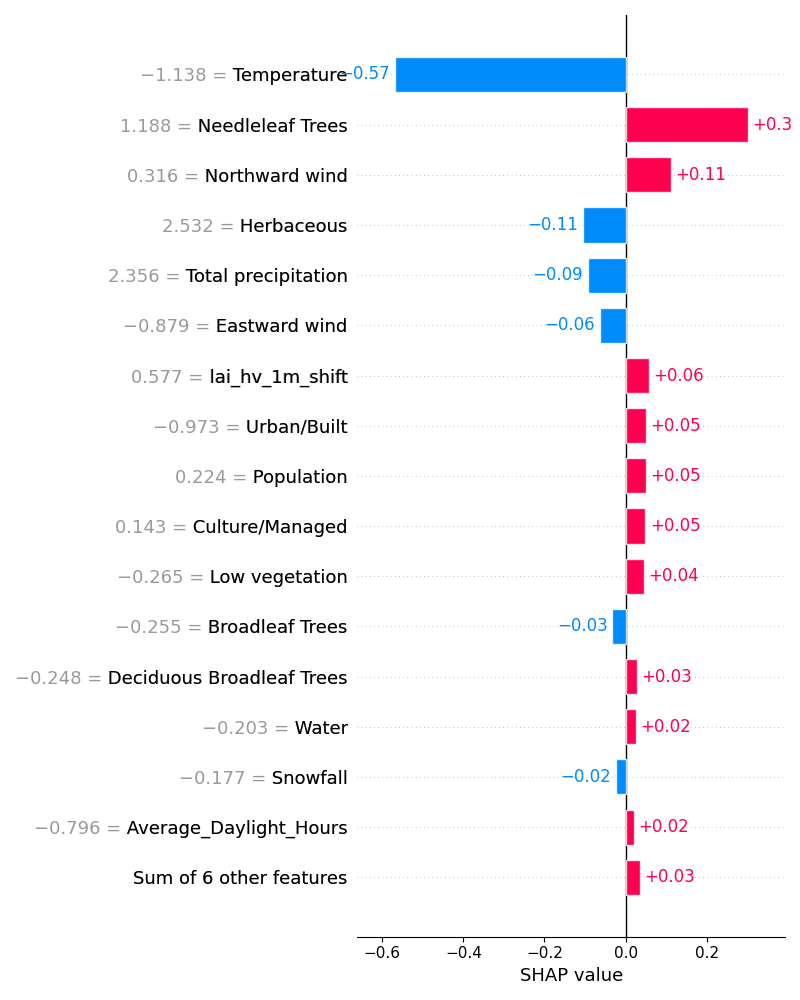 −1.138 = Temperature −0.57
1.188 = Needleleaf Trees +0.3
0.316 = Northward wind +0.11
2.532 = Herbaceous −0.11
2.356 = Total precipitation −0.09
−0.879 = Eastward wind −0.06
0.577 = lai_hv_1m_shift +0.06
−0.973 = Urban/Built +0.05
0.224 = Population +0.05
0.143 = Culture/Managed +0.05
−0.265 = Low vegetation +0.04
−0.255 = Broadleaf Trees −0.03
−0.248 = Deciduous Broadleaf Trees +0.03
−0.203 = Water +0.02
−0.177 = Snowfall −0.02
−0.796 = Average_Daylight_Hours +0.02
Sum of 6 other features +0.03
−0.6 −0.4 −0.2 0.0 0.2
SHAP value